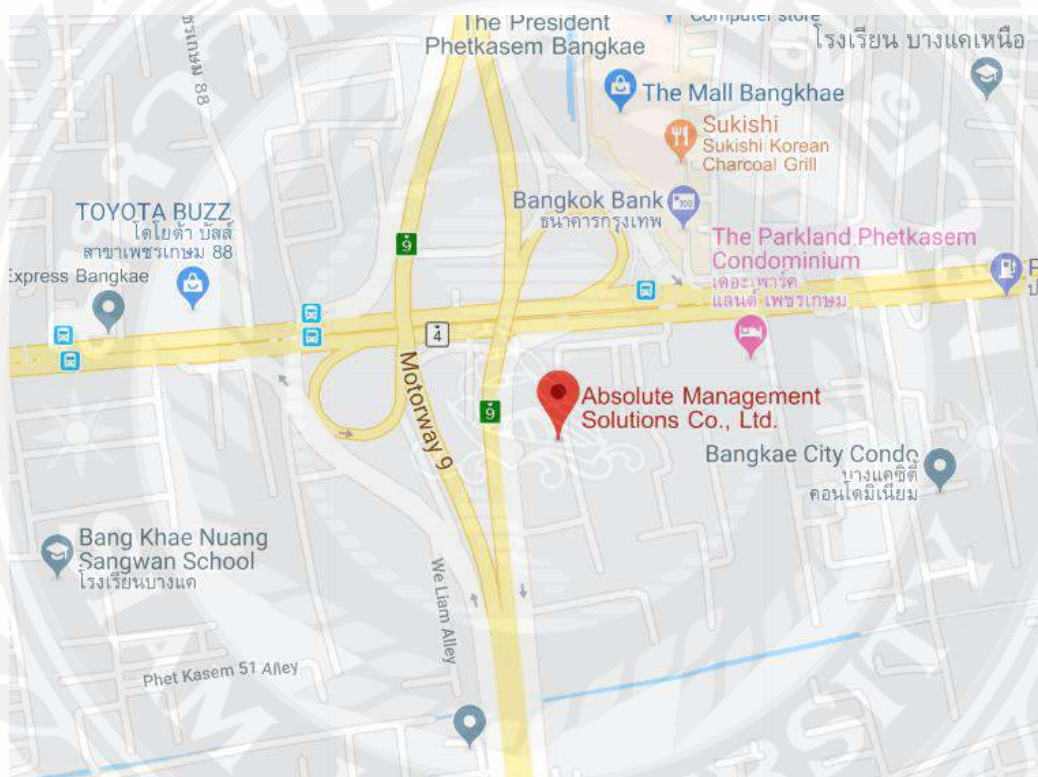 The President
Phetkasem Bangkae
Computer store
โรงเรียน บางแคเหนือ
The Mall Bangkhae
Sukishi
Sukishi Korean
Charcoal Grill
Bangkok Bank
ธนาคารกรุงเทพ
TOYOTA BUZZ
โตโยต้า บัสส์
สาขาเพชรเกษม 88
Express Bangkae
9
The Parkland Phetkasem
Condominium
เดอะพาร์ค
แลนด์ เพชรเกษม
4
Motorway 9
9
Absolute Management
Solutions Co., Ltd.
Bangkae City Condo
บางแคซิตี้
คอนโดมิเนียม
Bang Khae Nuang
Sangwan School
โรงเรียนบางแค
We Liam Alley
Phet Kasem 51 Alley